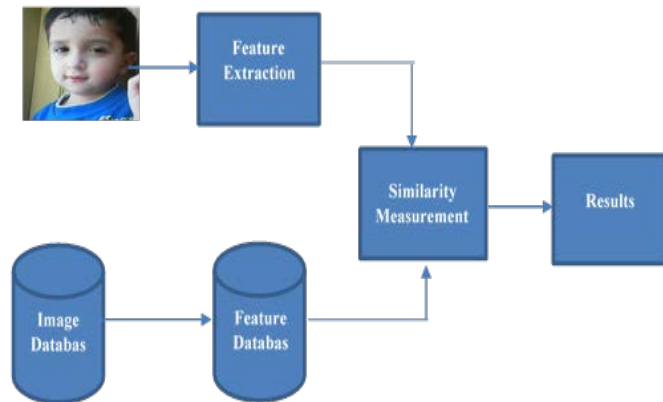 Feature
Extraction
Similarity
Measurement
Results
Image
Databas
Feature
Databas